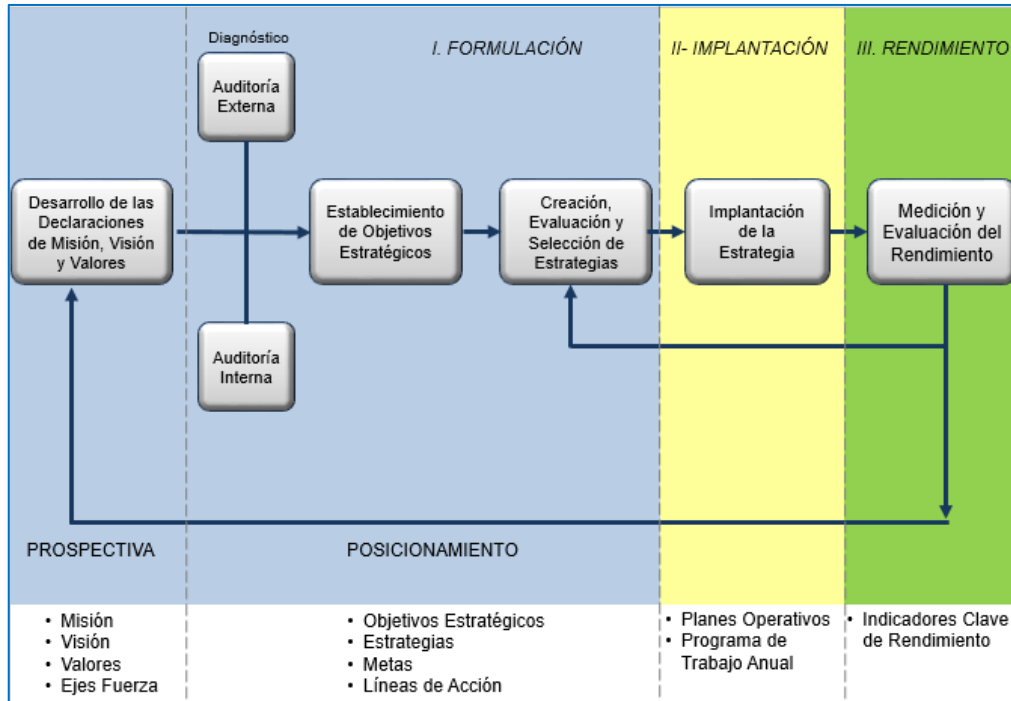 Diagnóstico
I. FORMULACIÓN
II- IMPLANTACIÓN
III. RENDIMIENTO
Auditoría
Externa
Desarrollo de las
Declaraciones
de Misión, Visión
y Valores
Establecimiento
de Objetivos
Estratégicos
Creación,
Evaluación y
Selección de
Estrategias
Implantación
de la
Estrategia
Medición y
Evaluación del
Rendimiento
Auditoría
Interna
PROSPECTIVA
POSICIONAMIENTO
• Misión
• Visión
• Valores
• Ejes Fuerza
• Objetivos Estratégicos
• Estrategias
• Metas
• Líneas de Acción
• Planes Operativos
• Programa de
Trabajo Anual
• Indicadores Clave
de Rendimiento